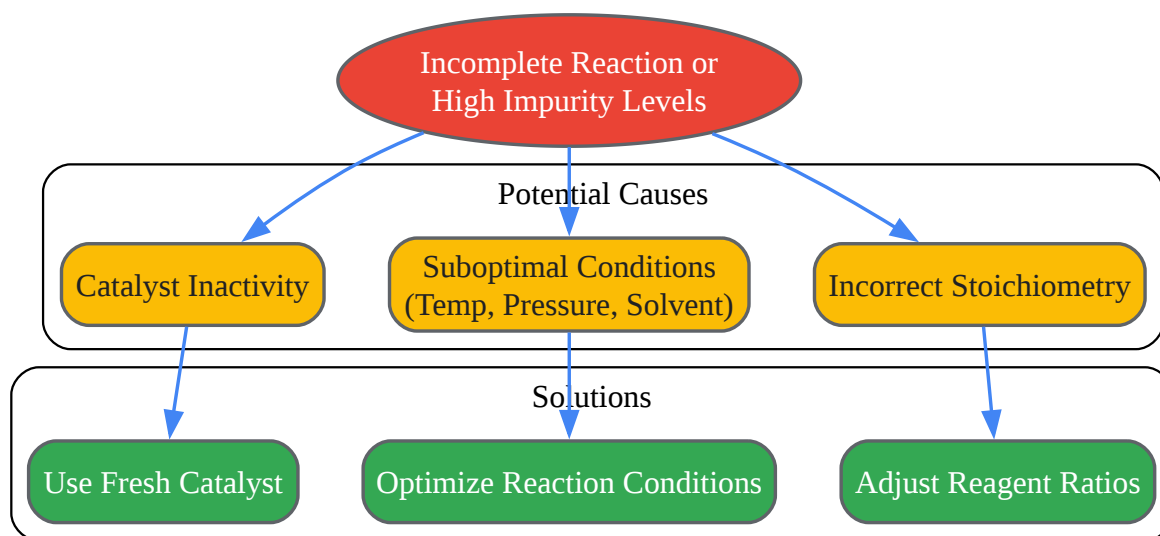 Incomplete Reaction or
High Impurity Levels
Potential Causes
Catalyst Inactivity
Suboptimal Conditions
(Temp, Pressure, Solvent)
Incorrect Stoichiometry
Solutions
Use Fresh Catalyst
Optimize Reaction Conditions
Adjust Reagent Ratios